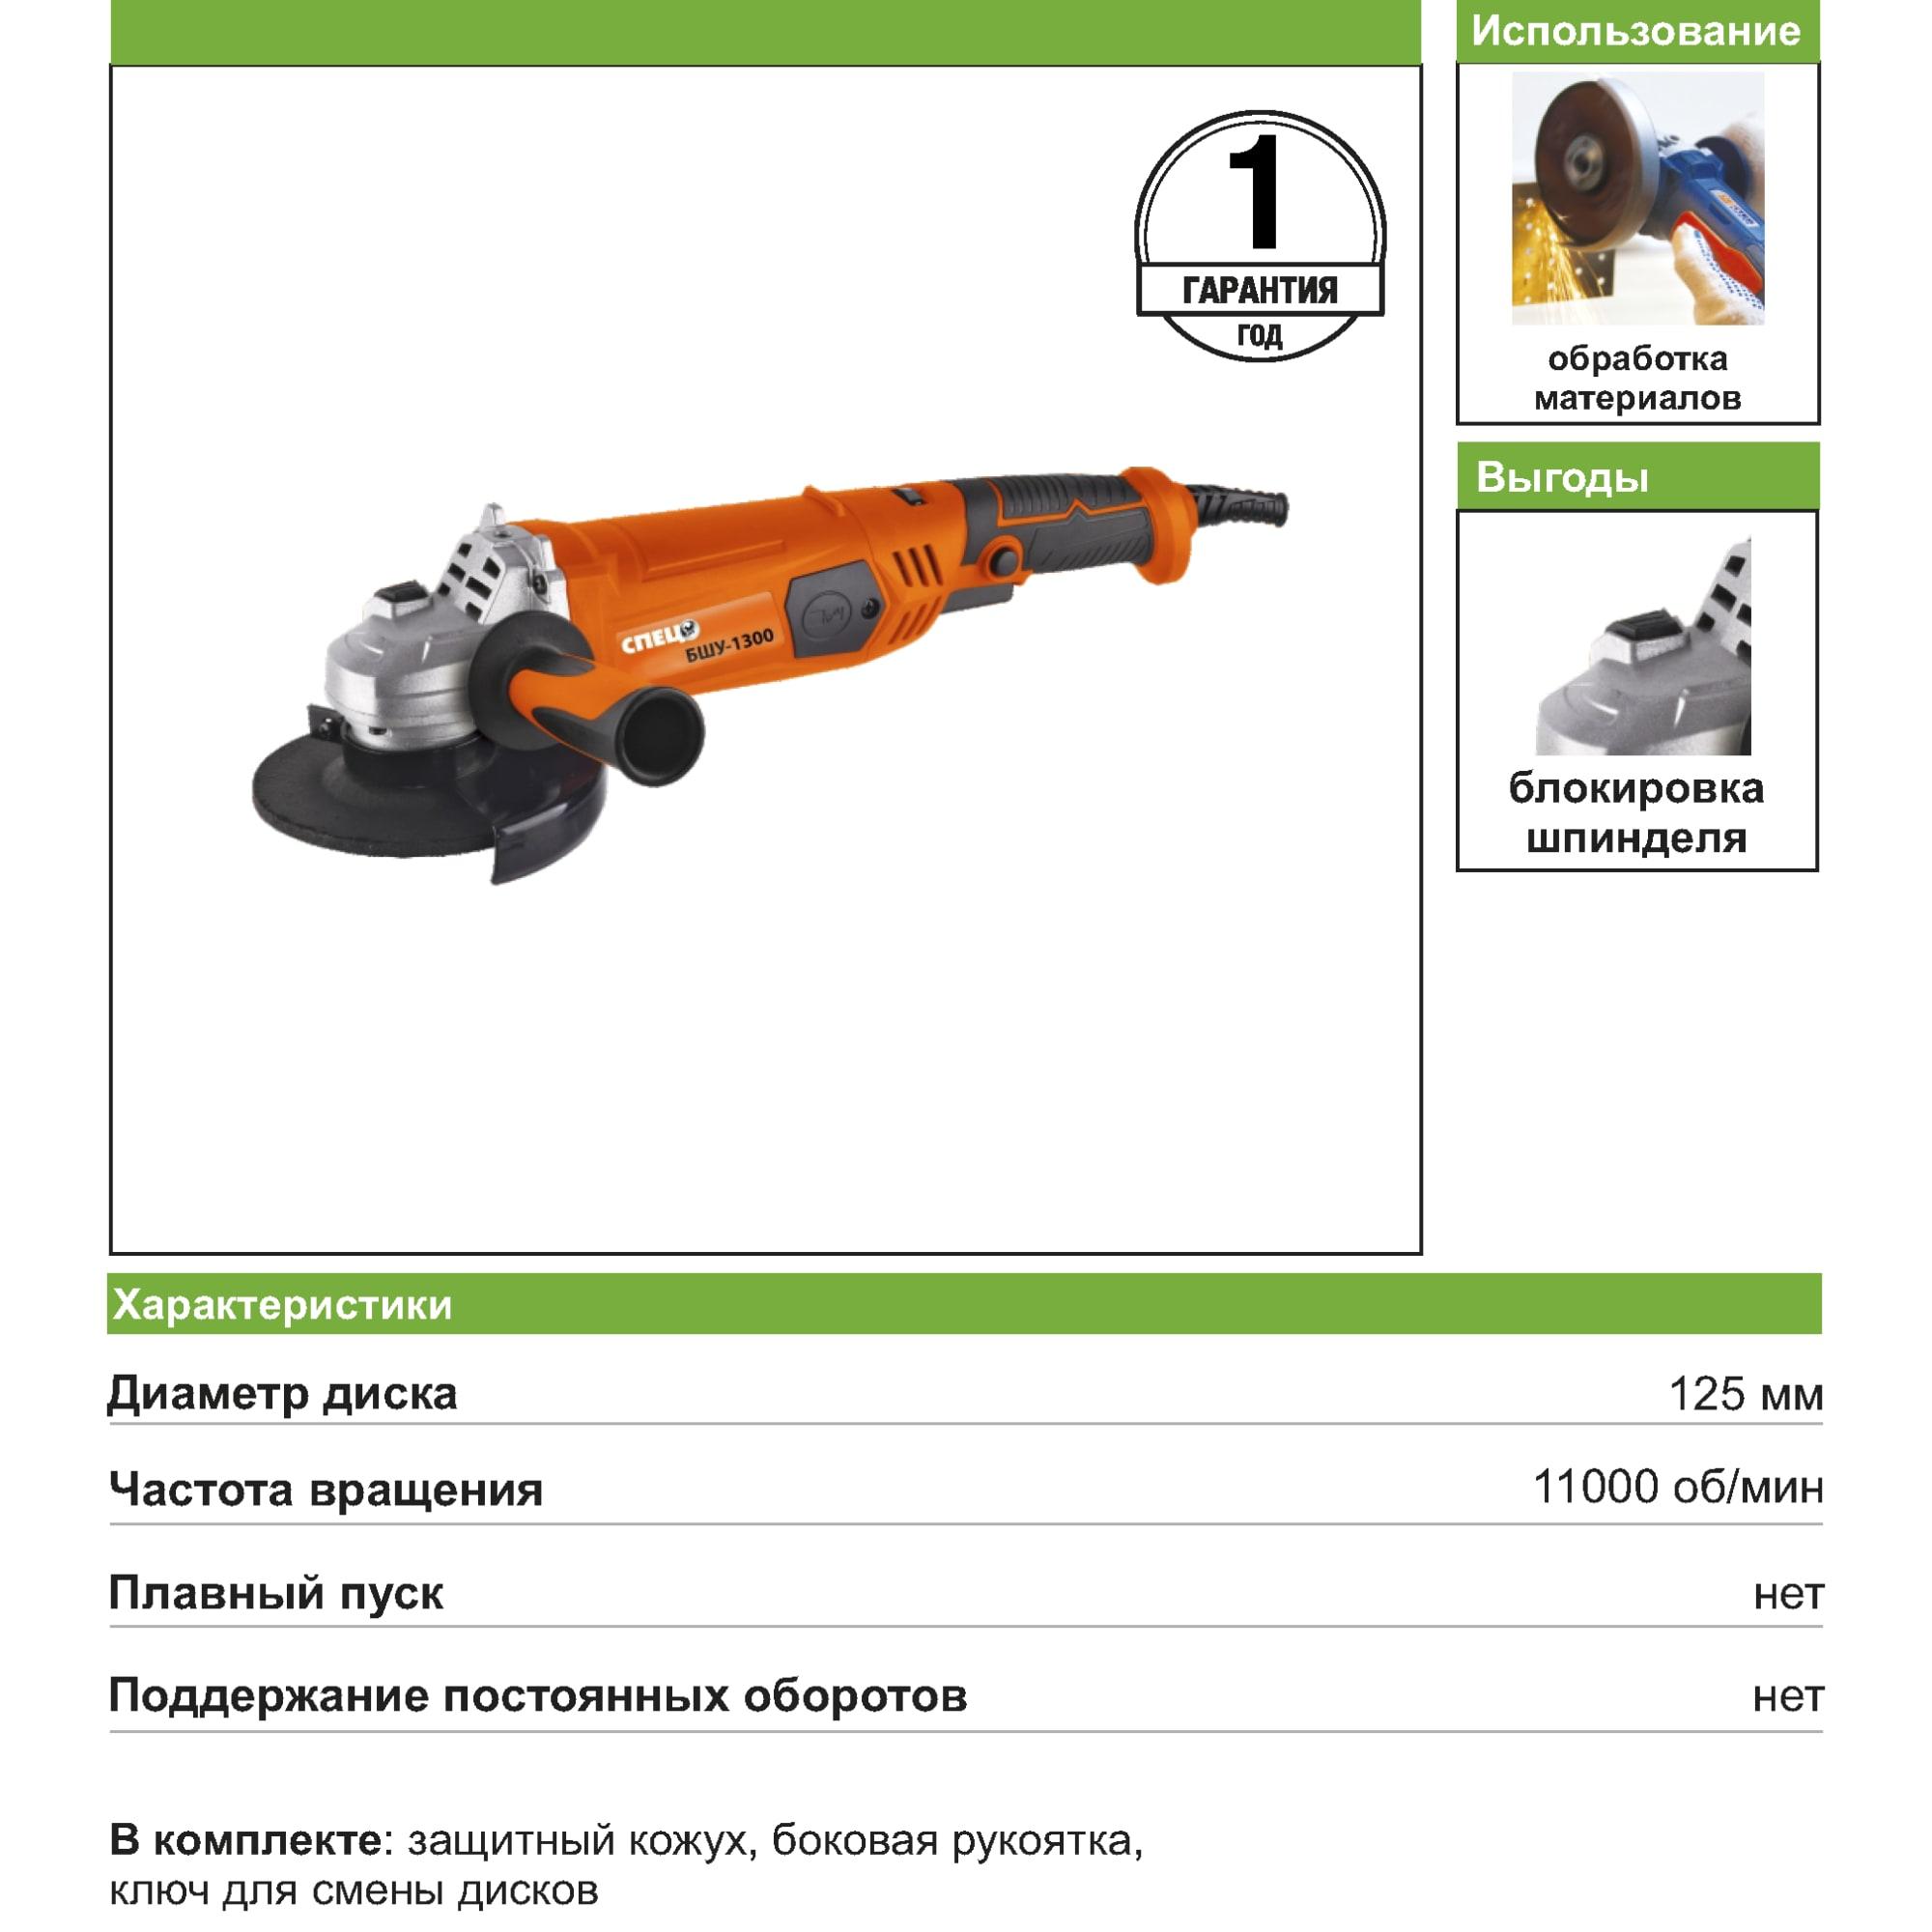 Использование
1
ГАРАНТИЯ
ГОД
обработка
материалов
Выгоды
СПЕЦ
БШУ-1300
блокировка
шпинделя
Характеристики
Диаметр диска 125 мм
Частота вращения 11000 об/мин
Плавный пуск нет
Поддержание постоянных оборотов нет
В комплекте: защитный кожух, боковая рукоятка,
ключ для смены дисков